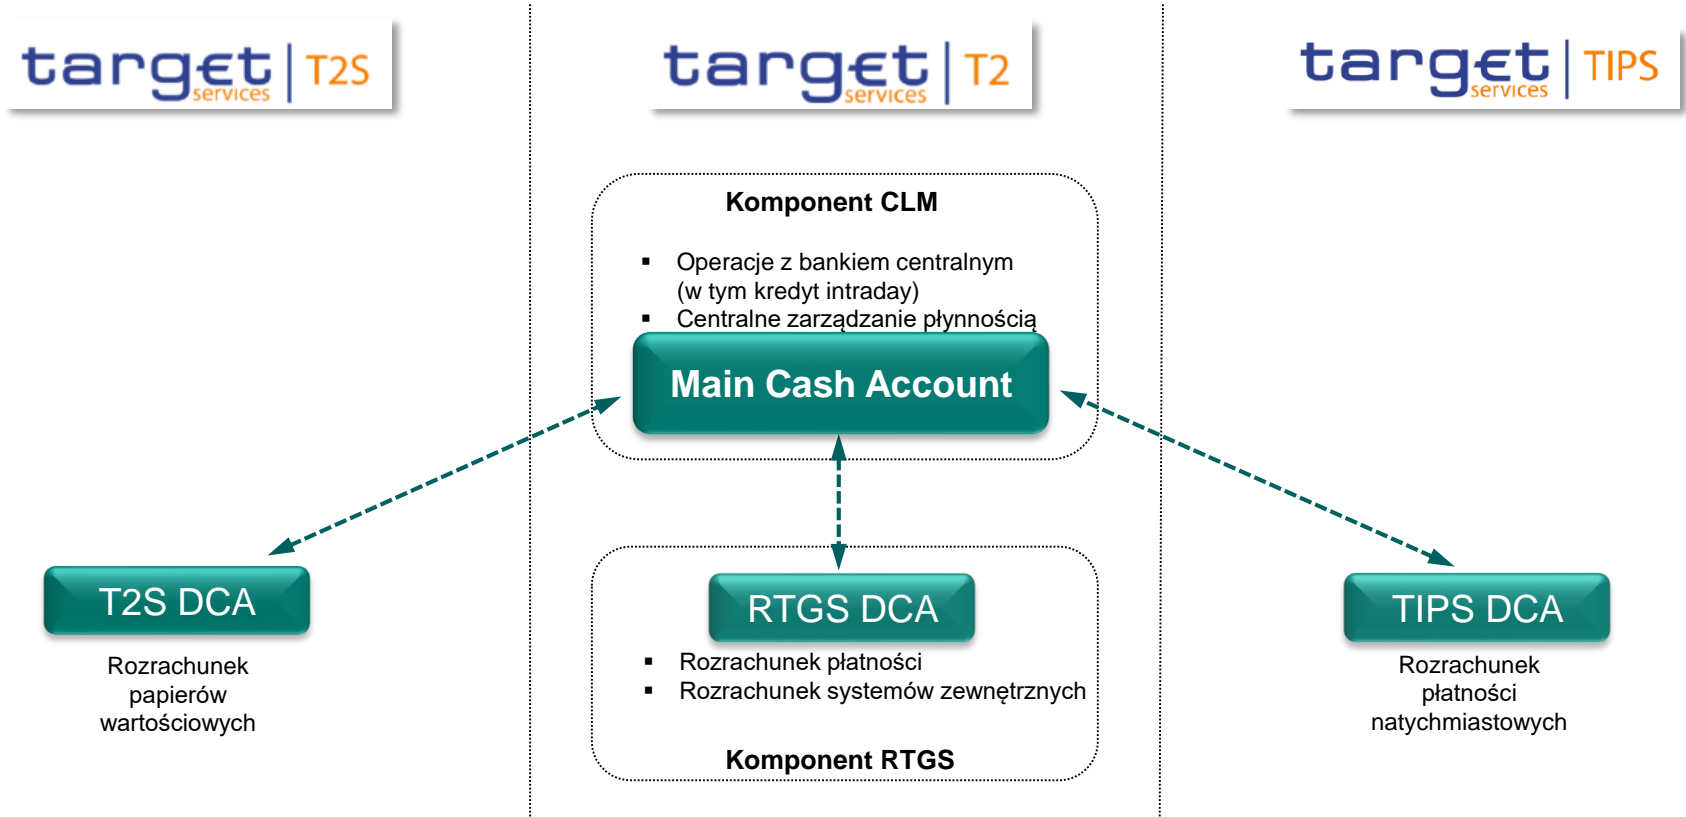 target services | T2S
target services | T2
target services | TIPS
Komponent CLM
▪ Operacje z bankiem centralnym
(w tym kredyt intraday)
▪ Centralne zarządzanie płynnością
Main Cash Account
T2S DCA
Rozrachunek
papierów
wartościowych
RTGS DCA
▪ Rozrachunek płatności
▪ Rozrachunek systemów zewnętrznych
Komponent RTGS
TIPS DCA
Rozrachunek
płatności
natychmiastowych